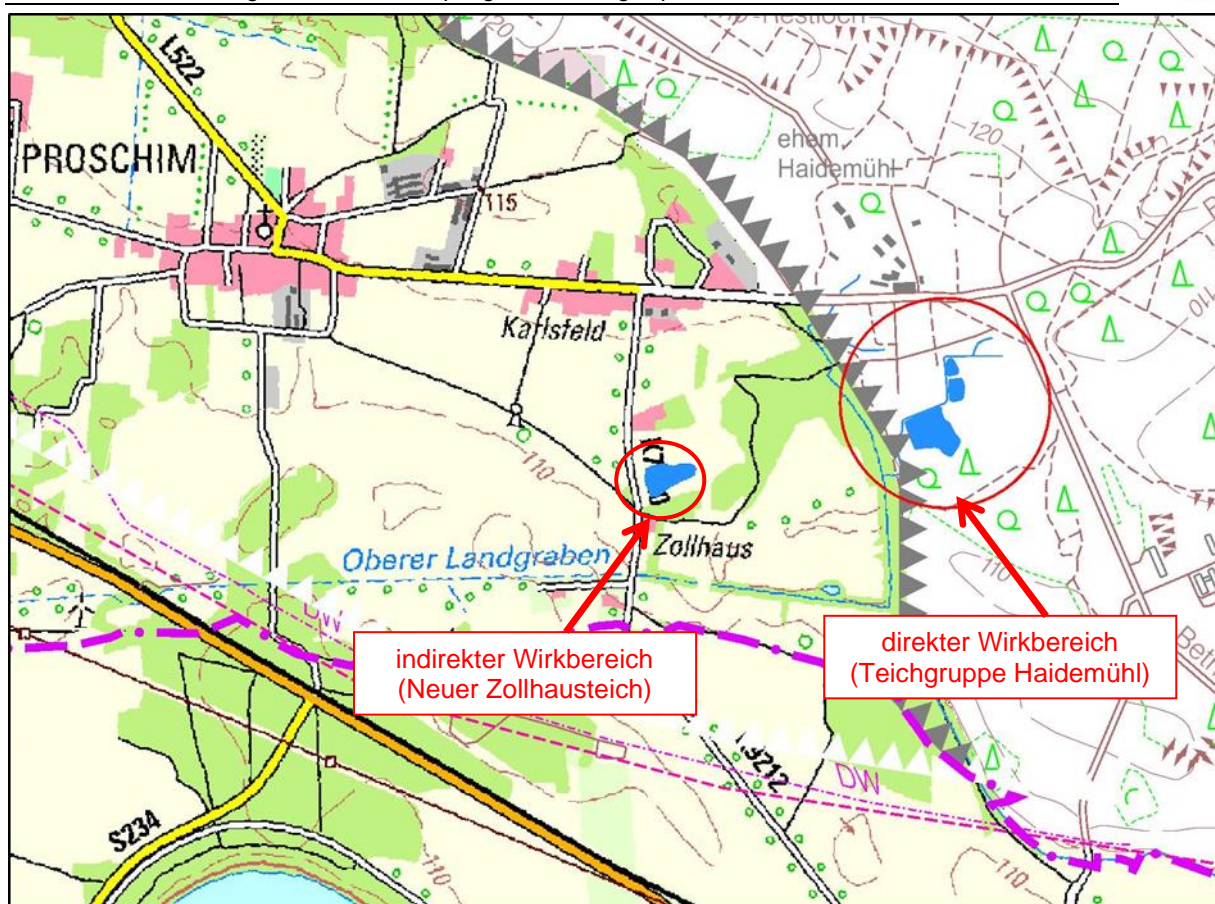 L522
120
120
PROSCHIM
ehem.
Haidemühl
115
110
Karlsfeld
110
Zollhaus
110
Oberer Landgraben
DW
indirekter Wirkbereich
(Neuer Zollhausteich)
direkter Wirkbereich
(Teichgruppe Haidemühl)
DW
S234
110